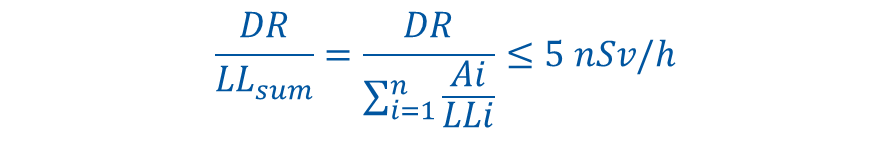 DR/LL_sum = DR/(∑_{i=1}^{n} Ai/LLi) ≤ 5 nSv/h